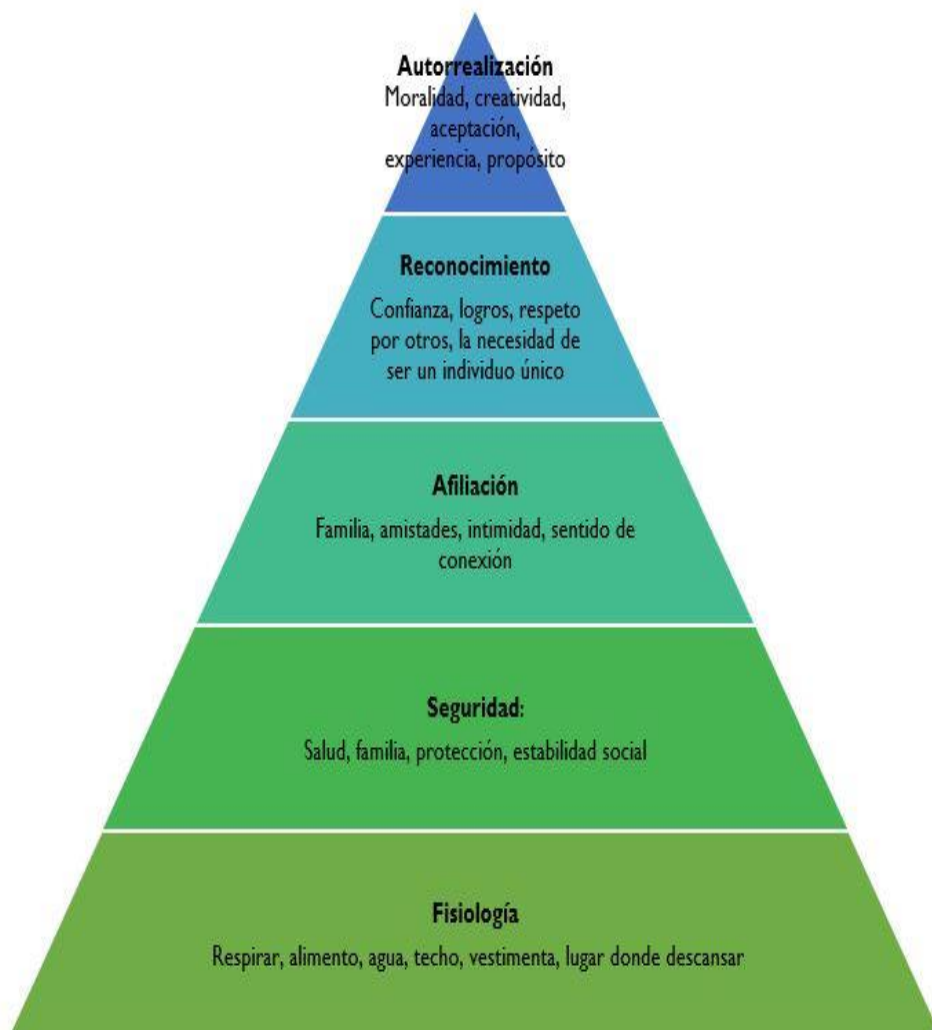 Autorrealización
Moralidad, creatividad,
aceptación,
experiencia, propósito
Reconocimiento
Confianza, logros, respeto
por otros, la necesidad de
ser un individuo único
Afiliación
Familia, amistades, intimidad, sentido de
conexión
Seguridad:
Salud, familia, protección, estabilidad social
Fisiología
Respirar, alimento, agua, techo, vestimenta, lugar donde descansar